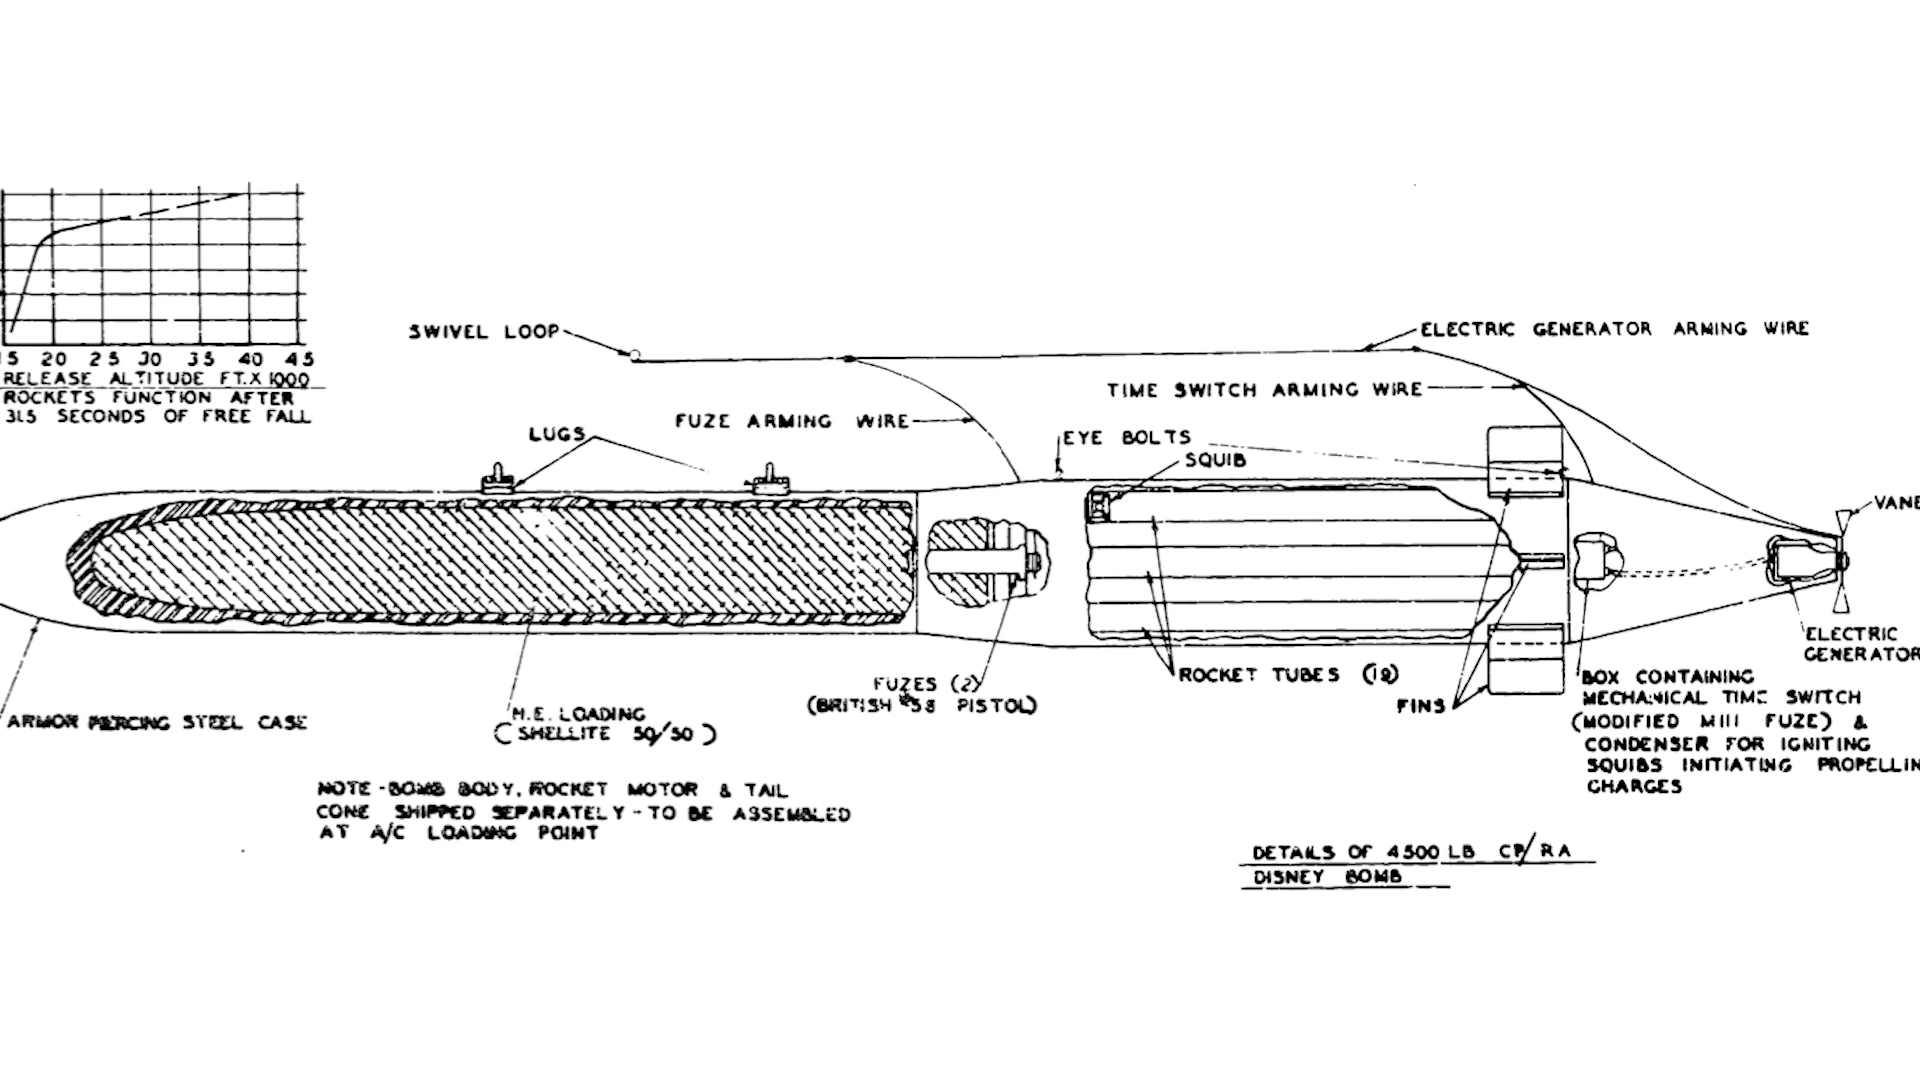 5 20 25 30 35 40 45
RELEASE ALTITUDE FT. X 1000
ROCKETS FUNCTION AFTER
31.5 SECONDS OF FREE FALL
SWIVEL LOOP
ELECTRIC GENERATOR ARMING WIRE
TIME SWITCH ARMING WIRE
FUZE ARMING WIRE
LUGS
EYE BOLTS
SQUIB
VANE
ROCKET TUBES (19)
FUZES (2)
(BRITISH #58 PISTOL)
FINS
ELECTRIC
GENERATOR
ARMOR PIERCING STEEL CASE
H.E. LOADING
(SHELLITE 50/50)
BOX CONTAINING
MECHANICAL TIME SWITCH
(MODIFIED M111 FUZE) &
CONDENSER FOR IGNITING
SQUIBS INITIATING PROPELLIN
CHARGES
NOTE - BOMB BODY, ROCKET MOTOR & TAIL
CONE SHIPPED SEPARATELY - TO BE ASSEMBLED
AT A/C LOADING POINT
DETAILS OF 4500 LB CP/RA
DISNEY BOMB